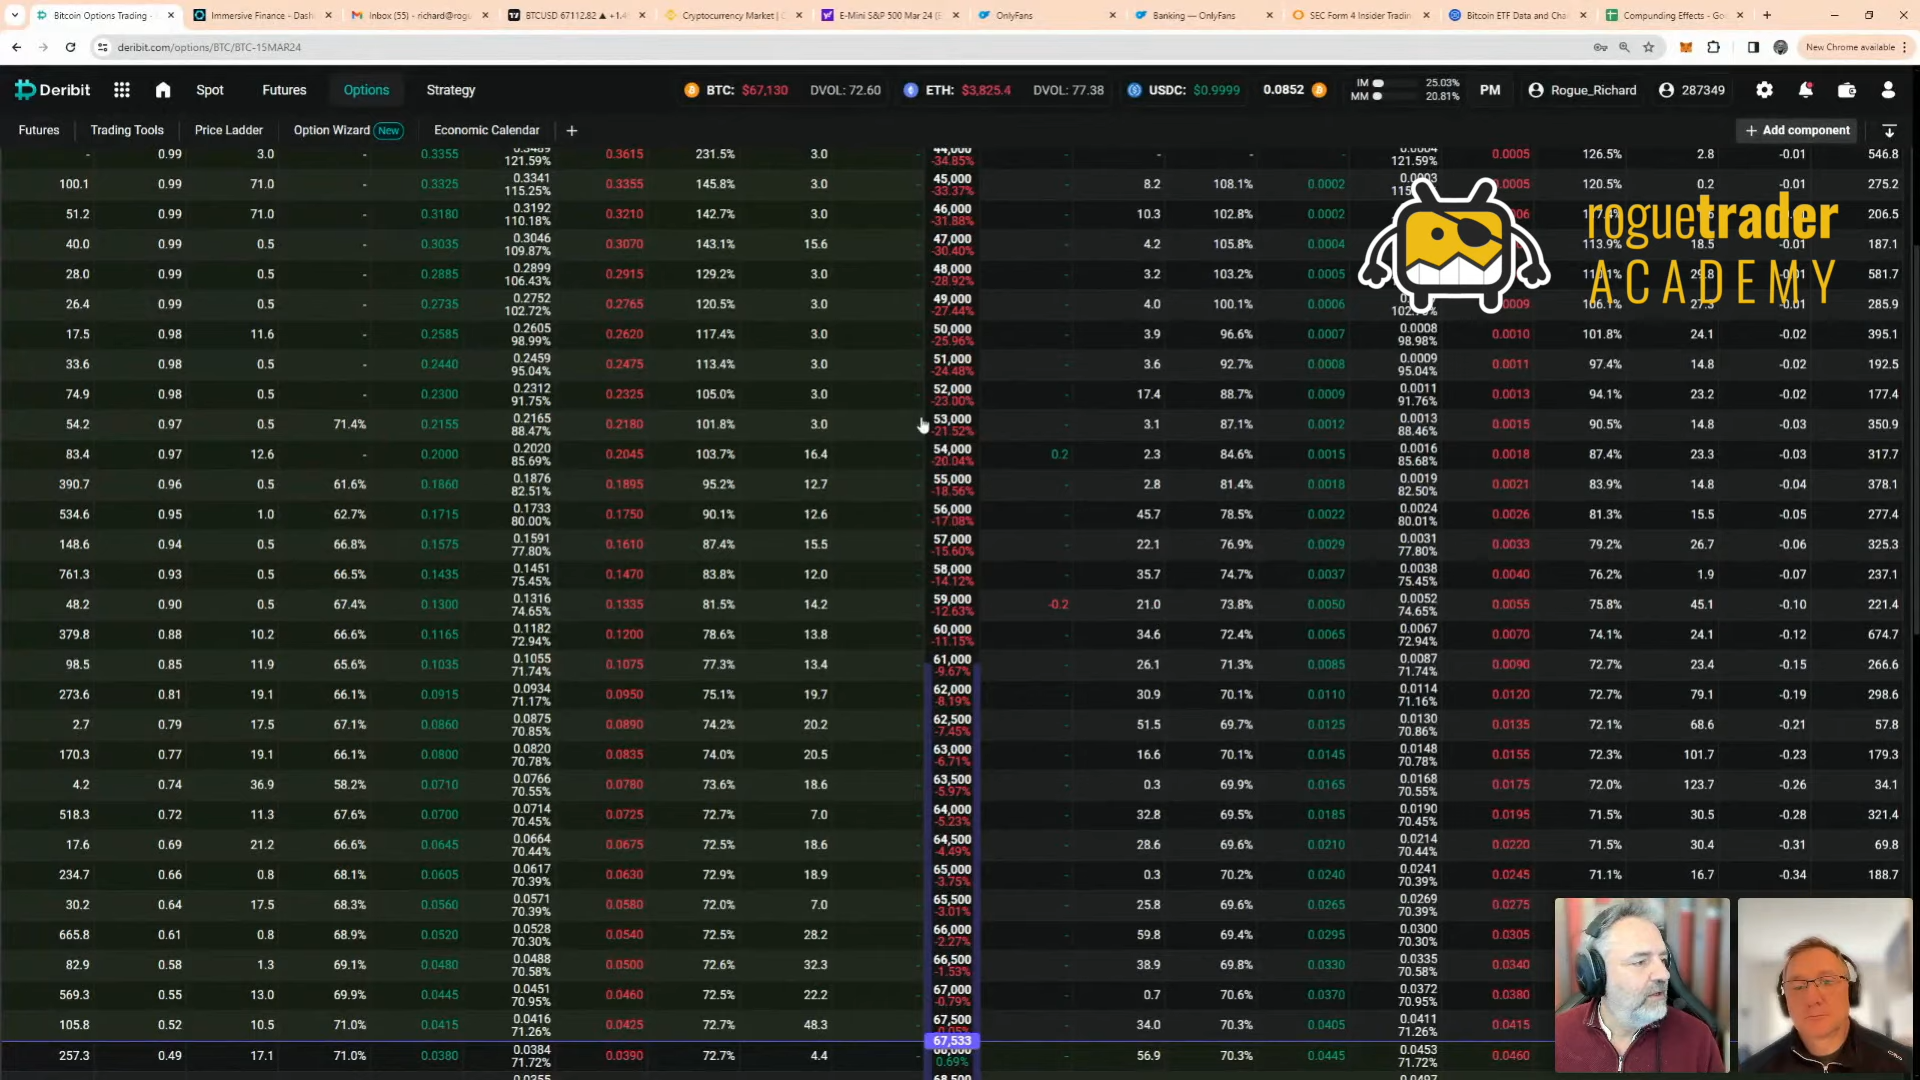 Bitcoin Options Trading -
Immersive Finance - Dash
Inbox (55) - richard@rog
BTCUSD 67112.82 ▲ +1.4
Cryptocurrency Market | C
E-Mini S&P 500 Mar 24 (E
OnlyFans
Banking — OnlyFans
SEC Form 4 Insider Tradin
Bitcoin ETF Data and Cha
Compunding Effects - Go
deribit.com/options/BTC/BTC-15MAR24
New Chrome available
Deribit
Spot
Futures
Options
Strategy
BTC: $67,130 DVOL: 72.60
ETH: $3,825.4 DVOL: 77.38
USDC: $0.9999
0.0852
IM 25.03%
MM 20.81%
PM
Rogue_Richard
287349
Futures
Trading Tools
Price Ladder
Option Wizard New
Economic Calendar
+ Add component
roguetrader
ACADEMY
- 0.99 3.0 - 0.3355 121.59% 0.3615 231.5% 3.0 - 44,000 -34.85% - - - - 121.59% 0.0005 126.5% 2.8 -0.01 546.8
100.1 0.99 71.0 - 0.3325 0.3341 115.25% 0.3355 145.8% 3.0 - 45,000 -33.37% - 8.2 108.1% 0.0002 0.0003 0.0005 120.5% 0.2 -0.01 275.2
51.2 0.99 71.0 - 0.3180 0.3192 110.18% 0.3210 142.7% 3.0 - 46,000 -31.88% - 10.3 102.8% 0.0002 206.5
40.0 0.99 0.5 - 0.3035 0.3046 109.87% 0.3070 143.1% 15.6 - 47,000 -30.40% - 4.2 105.8% 0.0004 113.9% 18.5 -0.01 187.1
28.0 0.99 0.5 - 0.2885 0.2899 106.43% 0.2915 129.2% 3.0 - 48,000 -28.92% - 3.2 103.2% 0.0005 581.7
26.4 0.99 0.5 - 0.2735 0.2752 102.72% 0.2765 120.5% 3.0 - 49,000 -27.44% - 4.0 100.1% 0.0006 0.0009 106.1% -0.01 285.9
17.5 0.98 11.6 - 0.2585 0.2605 98.99% 0.2620 117.4% 3.0 - 50,000 -25.96% - 3.9 96.6% 0.0007 0.0008 98.98% 0.0010 101.8% 24.1 -0.02 395.1
33.6 0.98 0.5 - 0.2440 0.2459 95.04% 0.2475 113.4% 3.0 - 51,000 -24.48% - 3.6 92.7% 0.0008 0.0009 95.04% 0.0011 97.4% 14.8 -0.02 192.5
74.9 0.98 0.5 - 0.2300 0.2312 91.75% 0.2325 105.0% 3.0 - 52,000 -23.00% - 17.4 88.7% 0.0009 0.0011 91.76% 0.0013 94.1% 23.2 -0.02 177.4
54.2 0.97 0.5 71.4% 0.2155 0.2165 88.47% 0.2180 101.8% 3.0 53,000 -21.52% - 3.1 87.1% 0.0012 0.0013 88.46% 0.0015 90.5% 14.8 -0.03 350.9
83.4 0.97 12.6 - 0.2000 0.2020 85.69% 0.2045 103.7% 16.4 - 54,000 -20.04% 0.2 2.3 84.6% 0.0015 0.0016 85.68% 0.0018 87.4% 23.3 -0.03 317.7
390.7 0.96 0.5 61.6% 0.1860 0.1876 82.51% 0.1895 95.2% 12.7 - 55,000 -18.56% - 2.8 81.4% 0.0018 0.0019 82.50% 0.0021 83.9% 14.8 -0.04 378.1
534.6 0.95 1.0 62.7% 0.1715 0.1733 80.00% 0.1750 90.1% 12.6 - 56,000 -17.08% - 45.7 78.5% 0.0022 0.0024 80.01% 0.0026 81.3% 15.5 -0.05 277.4
148.6 0.94 0.5 66.8% 0.1575 0.1591 77.80% 0.1610 87.4% 15.5 - 57,000 -15.60% - 22.1 76.9% 0.0029 0.0031 77.80% 0.0033 79.2% 26.7 -0.06 325.3
761.3 0.93 0.5 66.5% 0.1435 0.1451 75.45% 0.1470 83.8% 12.0 - 58,000 -14.12% - 35.7 74.7% 0.0037 0.0038 75.45% 0.0040 76.2% 1.9 -0.07 237.1
48.2 0.90 0.5 67.4% 0.1300 0.1316 74.65% 0.1335 81.5% 14.2 - 59,000 -12.63% -0.2 21.0 73.8% 0.0050 0.0052 74.65% 0.0055 75.8% 45.1 -0.10 221.4
379.8 0.88 10.2 66.6% 0.1165 0.1182 72.94% 0.1200 78.6% 13.8 - 60,000 -11.15% - 34.6 72.4% 0.0065 0.0067 72.94% 0.0070 74.1% 24.1 -0.12 674.7
98.5 0.85 11.9 65.6% 0.1035 0.1055 71.74% 0.1075 77.3% 13.4 - 61,000 -9.67% - 26.1 71.3% 0.0085 0.0087 71.74% 0.0090 72.7% 23.4 -0.15 266.6
273.6 0.81 19.1 66.1% 0.0915 0.0934 71.17% 0.0950 75.1% 19.7 - 62,000 -8.19% - 30.9 70.1% 0.0110 0.0114 71.16% 0.0120 72.7% 79.1 -0.19 298.6
2.7 0.79 17.5 67.1% 0.0860 0.0875 70.85% 0.0890 74.2% 20.2 - 62,500 -7.45% - 51.5 69.7% 0.0125 0.0130 70.86% 0.0135 72.1% 68.6 -0.21 57.8
170.3 0.77 19.1 66.1% 0.0800 0.0820 70.78% 0.0835 74.0% 20.5 - 63,000 -6.71% - 16.6 70.1% 0.0145 0.0148 70.78% 0.0155 72.3% 101.7 -0.23 179.3
4.2 0.74 36.9 58.2% 0.0710 0.0766 70.55% 0.0780 73.6% 18.6 - 63,500 -5.97% - 0.3 69.9% 0.0165 0.0168 70.55% 0.0175 72.0% 123.7 -0.26 34.1
518.3 0.72 11.3 67.6% 0.0700 0.0714 70.45% 0.0725 72.7% 7.0 - 64,000 -5.23% - 32.8 69.5% 0.0185 0.0190 70.45% 0.0195 71.5% 30.5 -0.28 321.4
17.6 0.69 21.2 66.6% 0.0645 0.0664 70.44% 0.0675 72.5% 18.6 - 64,500 -4.49% - 28.6 69.6% 0.0210 0.0214 70.44% 0.0220 71.5% 30.4 -0.31 69.8
234.7 0.66 0.8 68.1% 0.0605 0.0617 70.39% 0.0630 72.9% 18.9 - 65,000 -3.75% - 0.3 70.2% 0.0240 0.0241 70.39% 0.0245 71.1% 16.7 -0.34 188.7
30.2 0.64 17.5 68.3% 0.0560 0.0571 70.39% 0.0580 72.0% 7.0 - 65,500 -3.01% - 25.8 69.6% 0.0265 0.0269 70.39% 0.0275
665.8 0.61 0.8 68.9% 0.0520 0.0528 70.30% 0.0540 72.5% 28.2 - 66,000 -2.27% - 59.8 69.4% 0.0295 0.0300 70.30% 0.0305
82.9 0.58 1.3 69.1% 0.0480 0.0488 70.58% 0.0500 72.6% 32.3 - 66,500 -1.53% - 38.9 69.8% 0.0330 0.0335 70.58% 0.0340
569.3 0.55 13.0 69.9% 0.0445 0.0451 70.95% 0.0460 72.5% 22.2 - 67,000 -0.79% - 0.7 70.6% 0.0370 0.0372 70.95% 0.0380
105.8 0.52 10.5 71.0% 0.0415 0.0416 71.26% 0.0425 72.7% 48.3 - 67,500 - 34.0 70.3% 0.0405 0.0411 71.26% 0.0415
67,533
257.3 0.49 17.1 71.0% 0.0380 0.0384 71.72% 0.0390 72.7% 4.4 - 0.69% - 56.9 70.3% 0.0445 0.0453 71.72% 0.0460